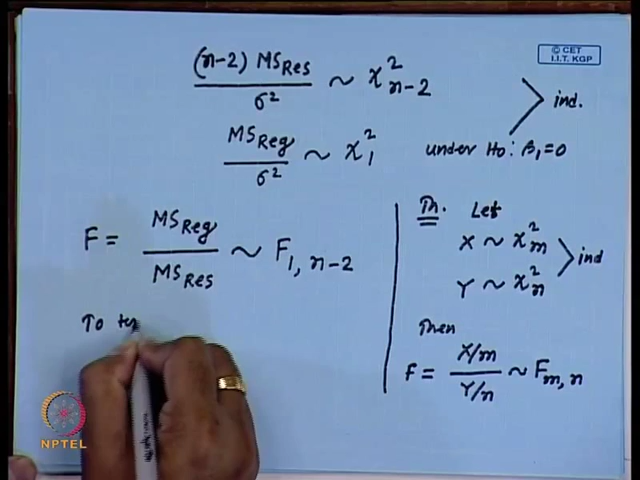 © CET
I.I.T. KGP
(n-2) MS_Res / σ² ~ χ²_{n-2}
MS_Reg / σ² ~ χ²_1
ind.
under H0 : β_1 = 0
F = MS_Reg / MS_Res ~ F_{1, n-2}
To te
Th. Let
X ~ χ²_m
Y ~ χ²_n
ind
Then
F = X/m / Y/n ~ F_{m, n}
NPTEL